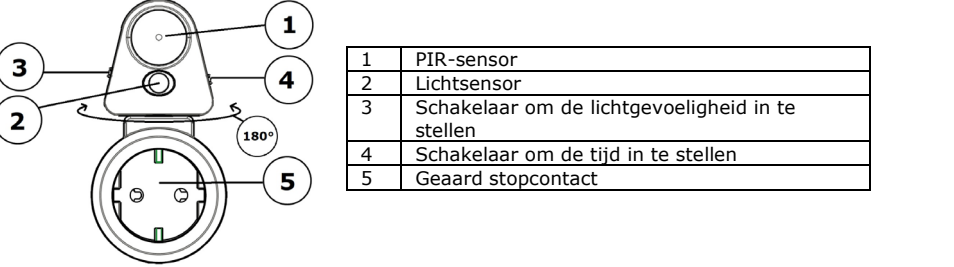 1
3
4
2
180°
5
1 PIR-sensor
2 Lichtsensor
3 Schakelaar om de lichtgevoeligheid in te
stellen
4 Schakelaar om de tijd in te stellen
5 Geaard stopcontact